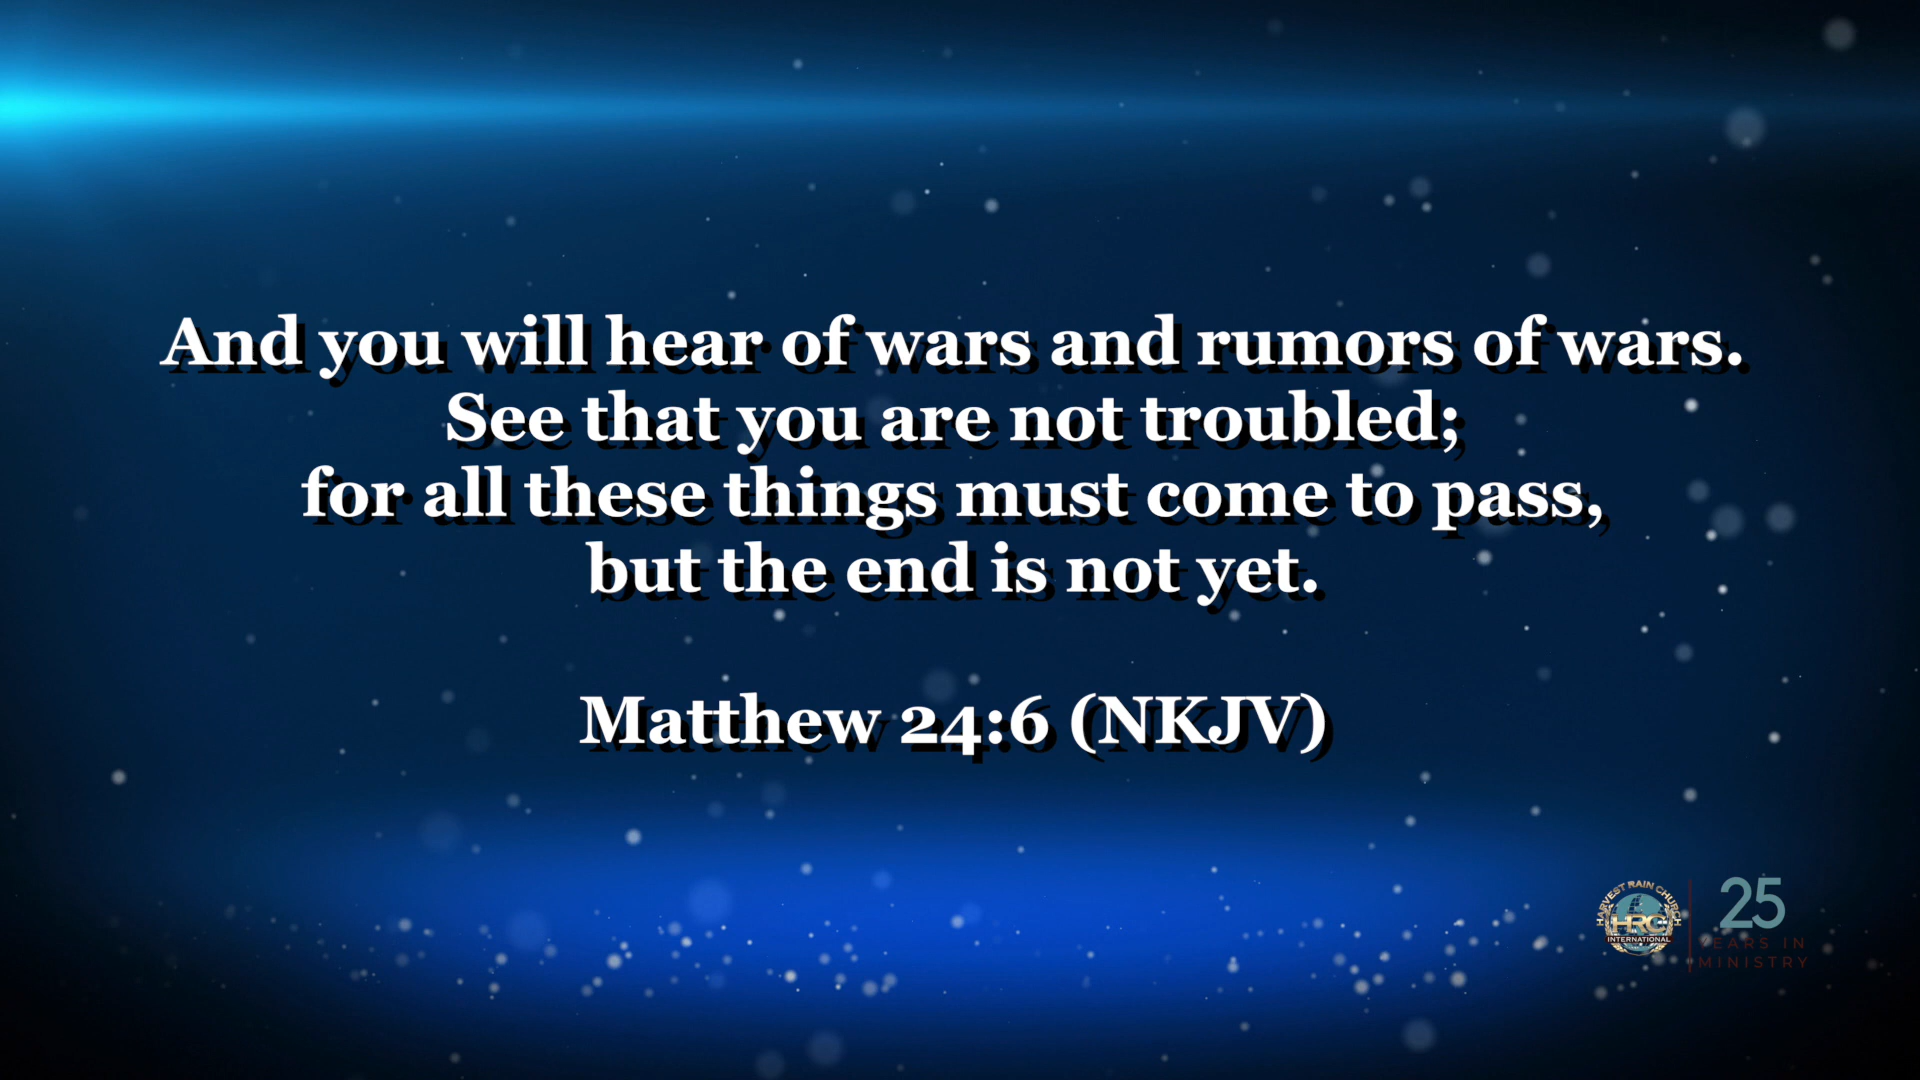 And you will hear of wars and rumors of wars.
See that you are not troubled;
for all these things must come to pass,
but the end is not yet.
Matthew 24:6 (NKJV)
HARVEST RAIN CHURCH
HRC
INTERNATIONAL
25
YEARS IN
MINISTRY